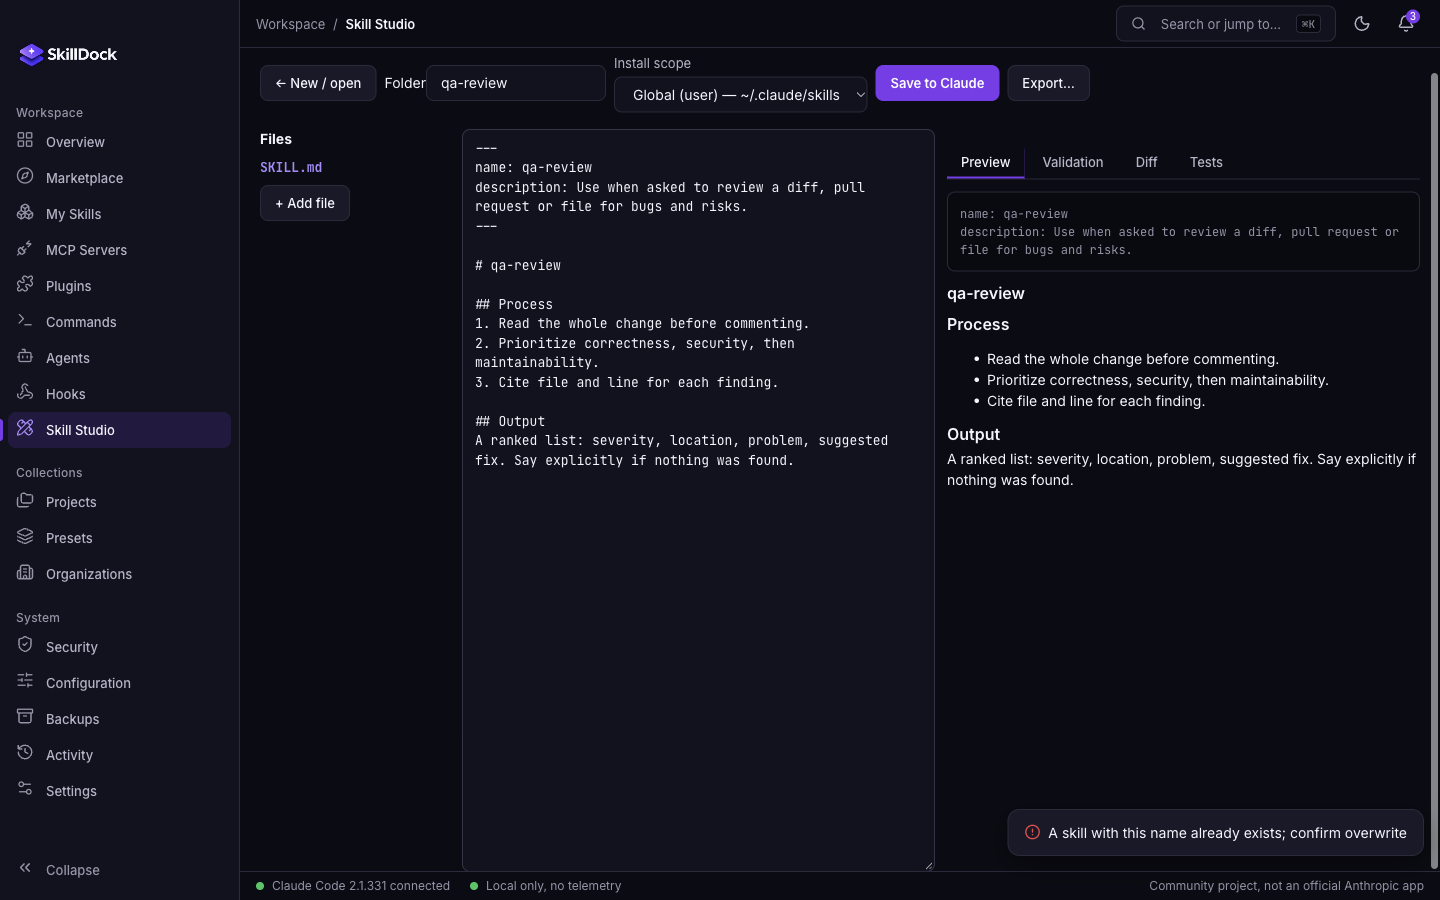 SkillDock
Workspace
Overview
Marketplace
My Skills
MCP Servers
Plugins
Commands
Agents
Hooks
Skill Studio
Collections
Projects
Presets
Organizations
System
Security
Configuration
Backups
Activity
Settings
Collapse
Workspace / Skill Studio
Search or jump to...
⌘K
3
← New / open
Folder
qa-review
Install scope
Global (user) — ~/.claude/skills
Save to Claude
Export...
Files
SKILL.md
+ Add file
---
name: qa-review
description: Use when asked to review a diff, pull
request or file for bugs and risks.
---
# qa-review
## Process
1. Read the whole change before commenting.
2. Prioritize correctness, security, then
maintainability.
3. Cite file and line for each finding.
## Output
A ranked list: severity, location, problem, suggested
fix. Say explicitly if nothing was found.
Preview
Validation
Diff
Tests
name: qa-review
description: Use when asked to review a diff, pull request or
file for bugs and risks.
qa-review
Process
• Read the whole change before commenting.
• Prioritize correctness, security, then maintainability.
• Cite file and line for each finding.
Output
A ranked list: severity, location, problem, suggested fix. Say explicitly if
nothing was found.
A skill with this name already exists; confirm overwrite
Claude Code 2.1.331 connected
Local only, no telemetry
Community project, not an official Anthropic app